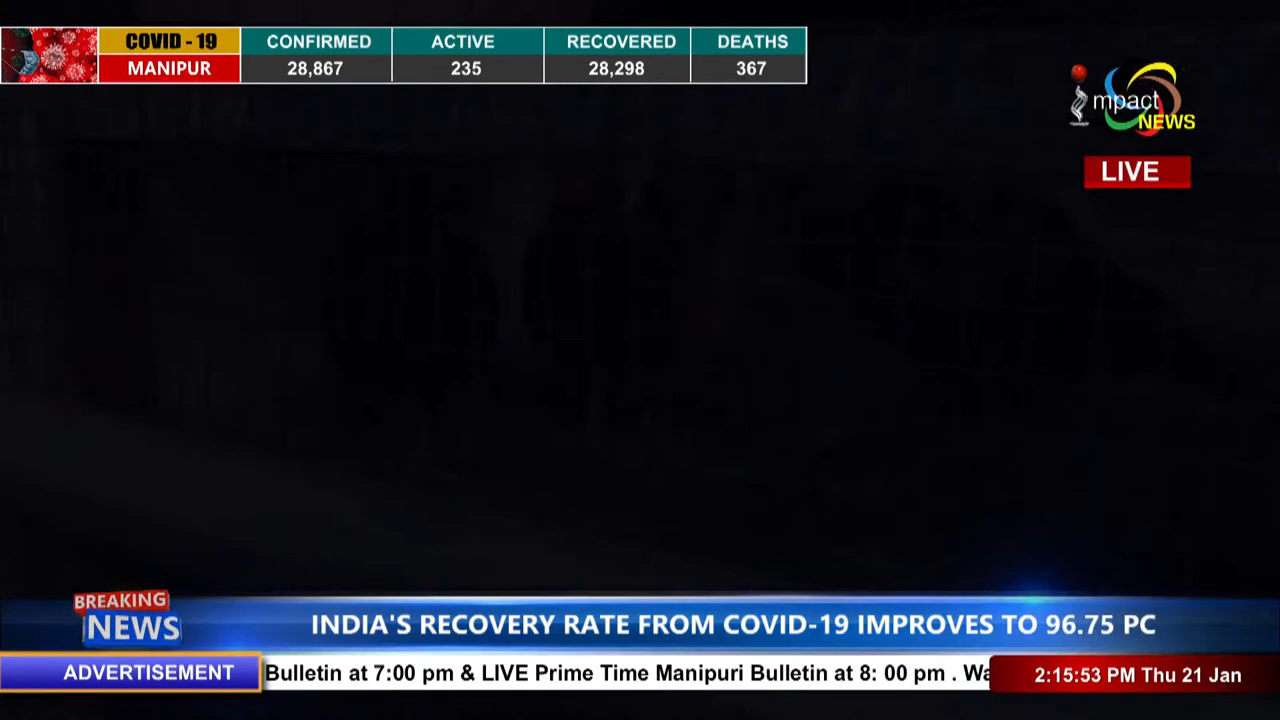 COVID - 19 CONFIRMED ACTIVE RECOVERED DEATHS
MANIPUR 28,867 235 28,298 367
impact
NEWS
LIVE
BREAKING
NEWS
INDIA'S RECOVERY RATE FROM COVID-19 IMPROVES TO 96.75 PC
ADVERTISEMENT Bulletin at 7:00 pm & LIVE Prime Time Manipuri Bulletin at 8: 00 pm . Wa 2:15:53 PM Thu 21 Jan